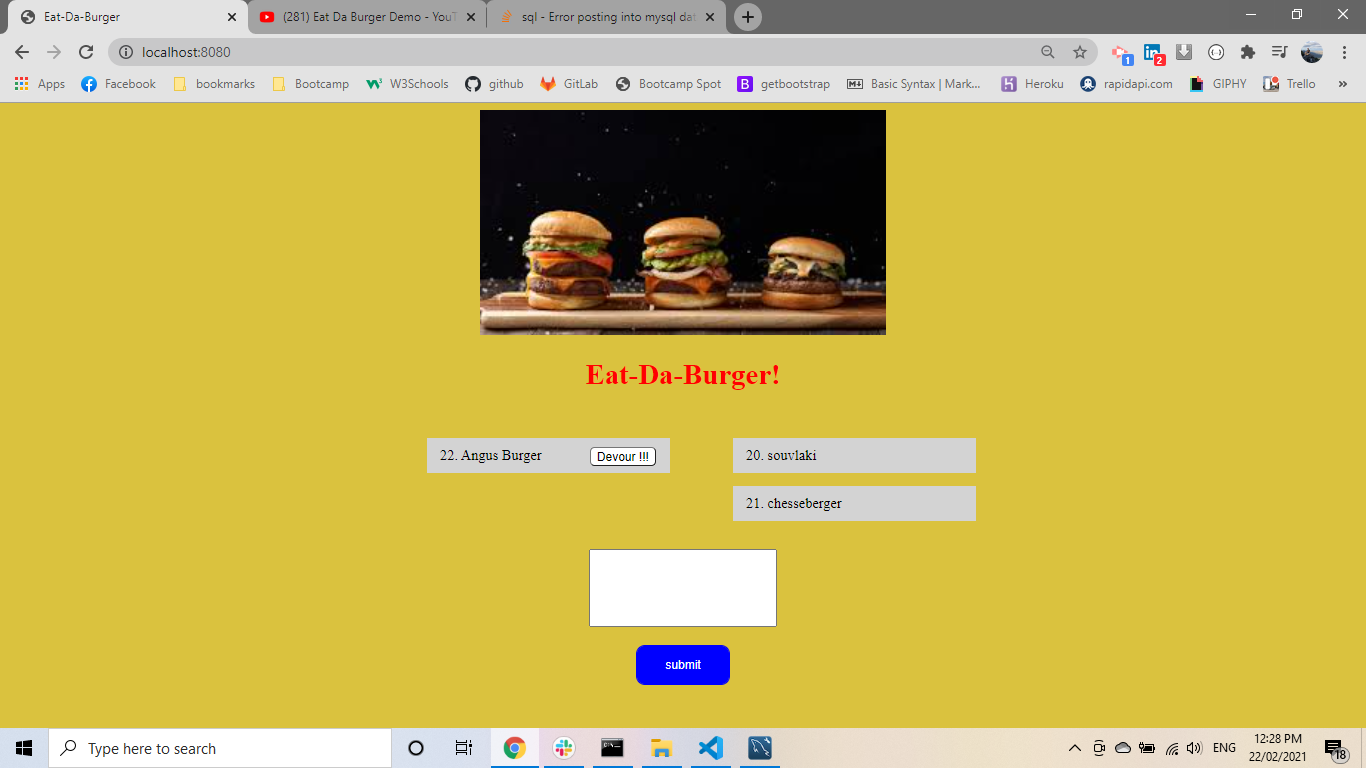 Eat-Da-Burger
(281) Eat Da Burger Demo - YouT
sql - Error posting into mysql dat
localhost:8080
1
2
Apps
Facebook
bookmarks
Bootcamp
W3Schools
github
GitLab
Bootcamp Spot
B
getbootstrap
Basic Syntax | Mark...
Heroku
rapidapi.com
GIPHY
Trello
»
Eat-Da-Burger!
22. Angus Burger
Devour !!!
20. souvlaki
21. chesseberger
submit
Type here to search
ENG
12:28 PM
22/02/2021
18